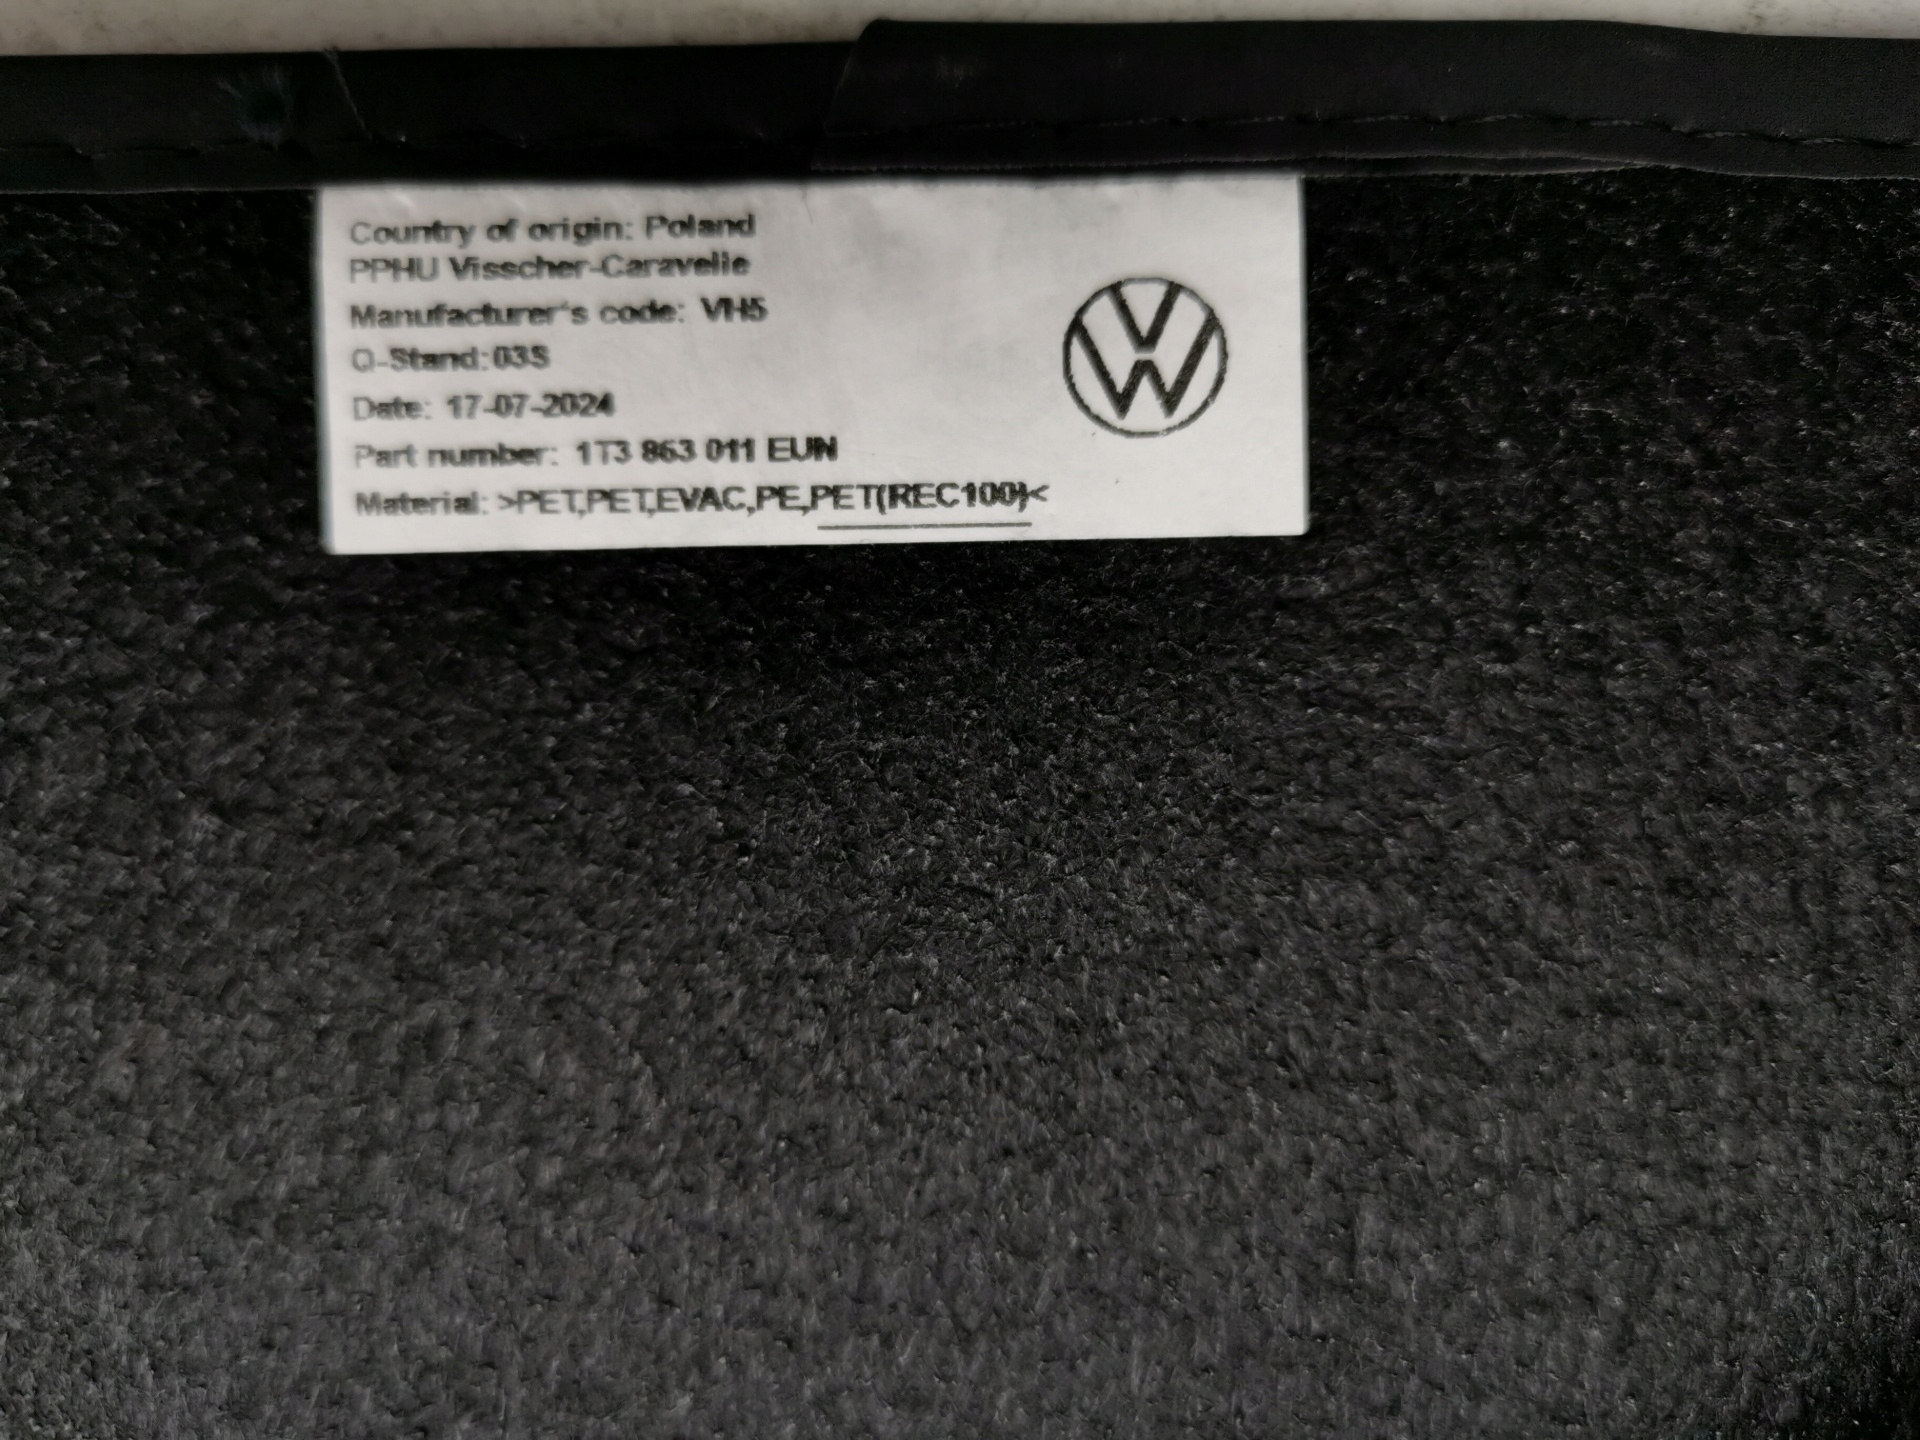 Country of origin: Poland
PPHU Visscher-Caravelle
Manufacturer's code: VH5
Q-Stand:03S
Date: 17-07-2024
Part number: 1T3 863 011 EUN
Material: >PET,PET,EVAC,PE,PET(REC100)<